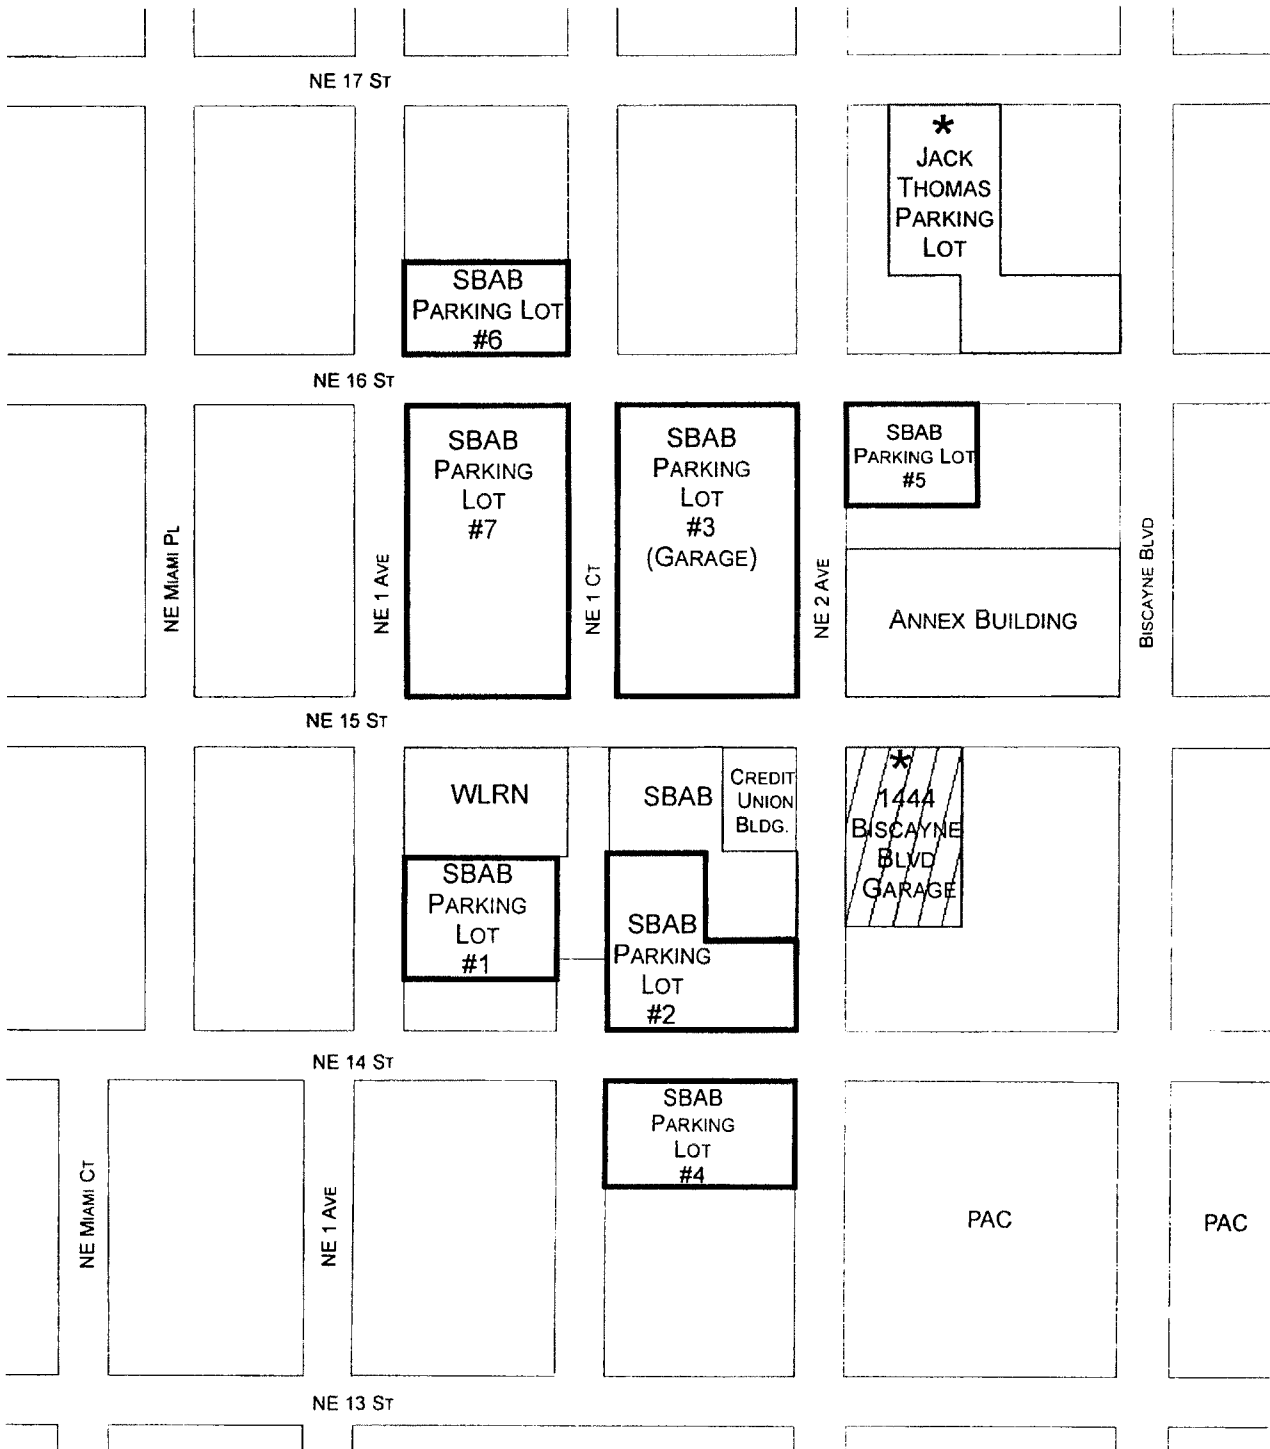 NE 17 ST
*
JACK
THOMAS
PARKING
LOT
SBAB
PARKING LOT
#6
NE 16 ST
SBAB
PARKING
LOT
#7
SBAB
PARKING
LOT
#3
(GARAGE)
SBAB
PARKING LOT
#5
NE MIAMI PL
NE 1 AVE
NE 1 CT
NE 2 AVE
ANNEX BUILDING
BISCAYNE BLVD
NE 15 ST
WLRN
SBAB
CREDIT
UNION
BLDG.
*
1444
BISCAYNE
BLVD
GARAGE
SBAB
PARKING
LOT
#1
SBAB
PARKING
LOT
#2
NE 14 ST
SBAB
PARKING
LOT
#4
NE MIAMI CT
NE 1 AVE
PAC
PAC
NE 13 ST